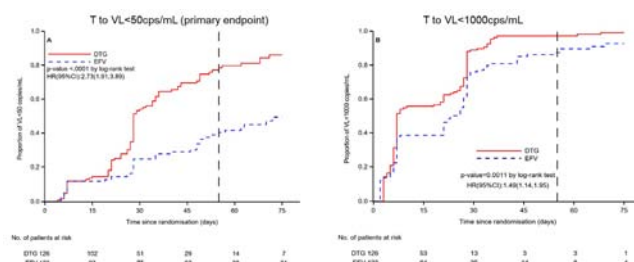 T to VL<50cps/mL (primary endpoint)
A
DTG
EFV
p-value <.0001 by log-rank test
HR(95%CI):2.73(1.91,3.89)
Proportion of VL<50 copies/mL
1.0
0.8
0.6
0.4
0.2
0.0
0 15 30 45 60 75
Time since randomisation (days)
No. of patients at risk
DTG 126 102 51 26 14 7
T to VL<1000cps/mL
B
DTG
EFV
p-value=0.0011 by log-rank test
HR(95%CI):1.49(1.14,1.95)
Proportion of VL<1000 copies/mL
1.0
0.8
0.6
0.4
0.2
0.0
0 15 30 45 60 75
Time since randomisation (days)
No. of patients at risk
DTG 126 53 13 3 3 1